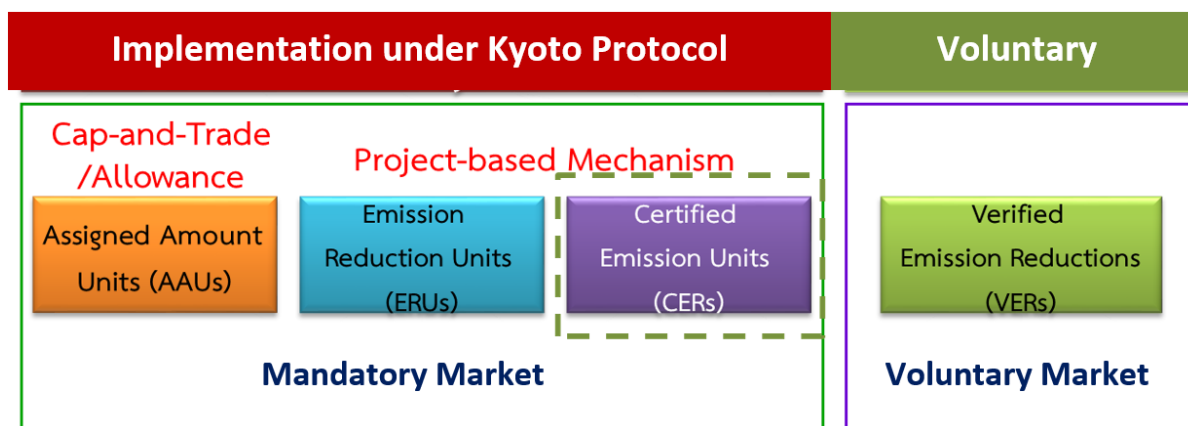 Implementation under Kyoto Protocol
Voluntary
Cap-and-Trade
/Allowance
Project-based Mechanism
Assigned Amount
Units (AAUs)
Emission
Reduction Units
(ERUs)
Certified
Emission Units
(CERs)
Verified
Emission Reductions
(VERs)
Mandatory Market
Voluntary Market